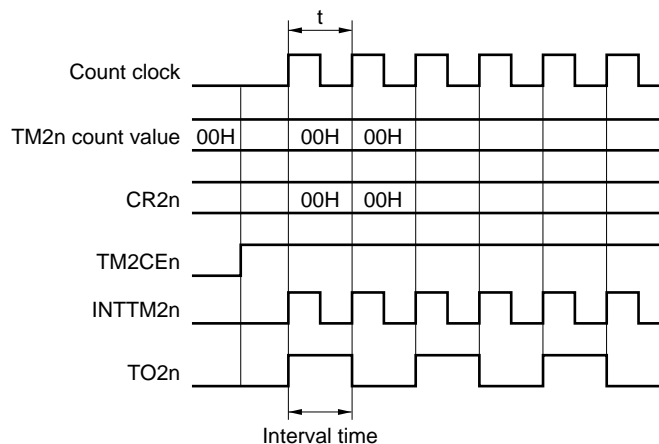 t
Count clock
TM2n count value 00H 00H 00H
CR2n 00H 00H
TM2CEn
INTTM2n
TO2n
Interval time